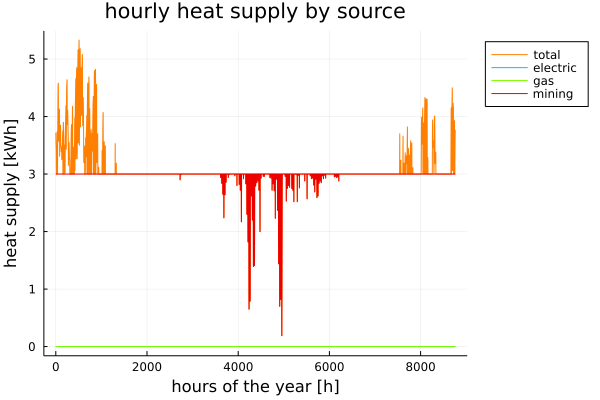 hourly heat supply by source
total
electric
gas
mining
5
4
3
2
1
0
heat supply [kWh]
0 2000 4000 6000 8000
hours of the year [h]